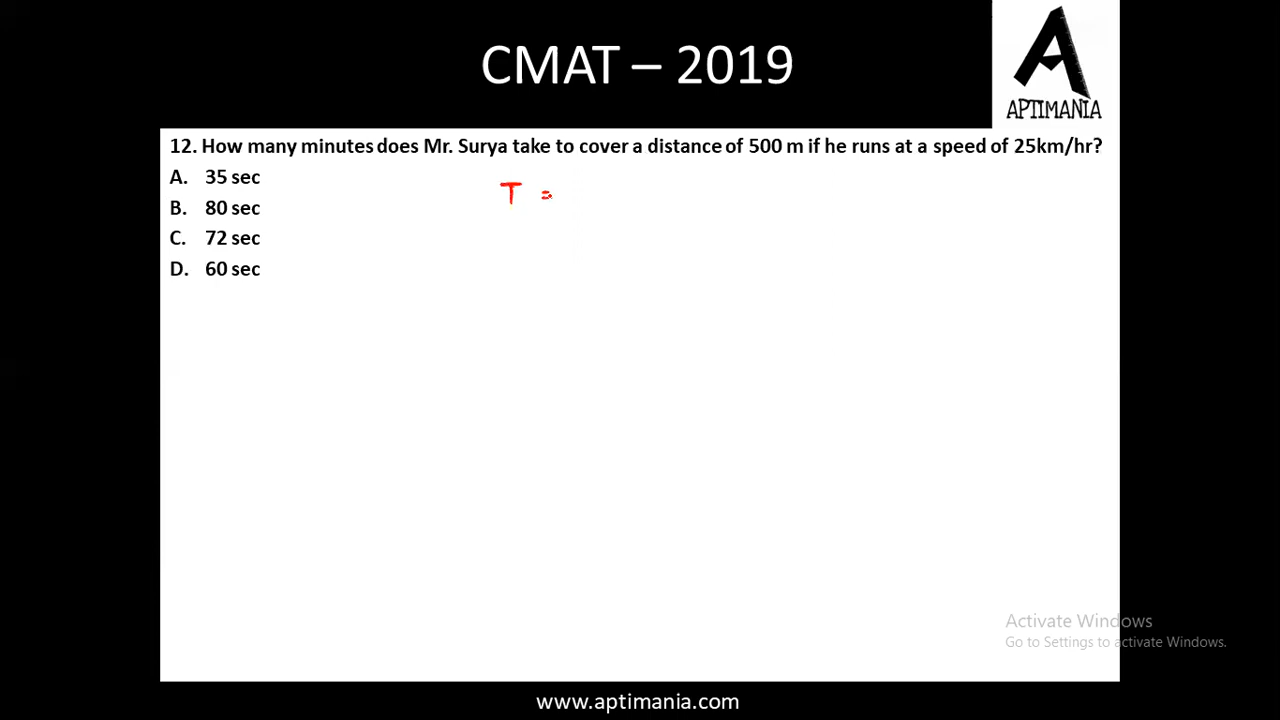 CMAT – 2019
APTIMANIA
12. How many minutes does Mr. Surya take to cover a distance of 500 m if he runs at a speed of 25km/hr?
A. 35 sec
T =
B. 80 sec
C. 72 sec
D. 60 sec
Activate Windows
Go to Settings to activate Windows.
www.aptimania.com